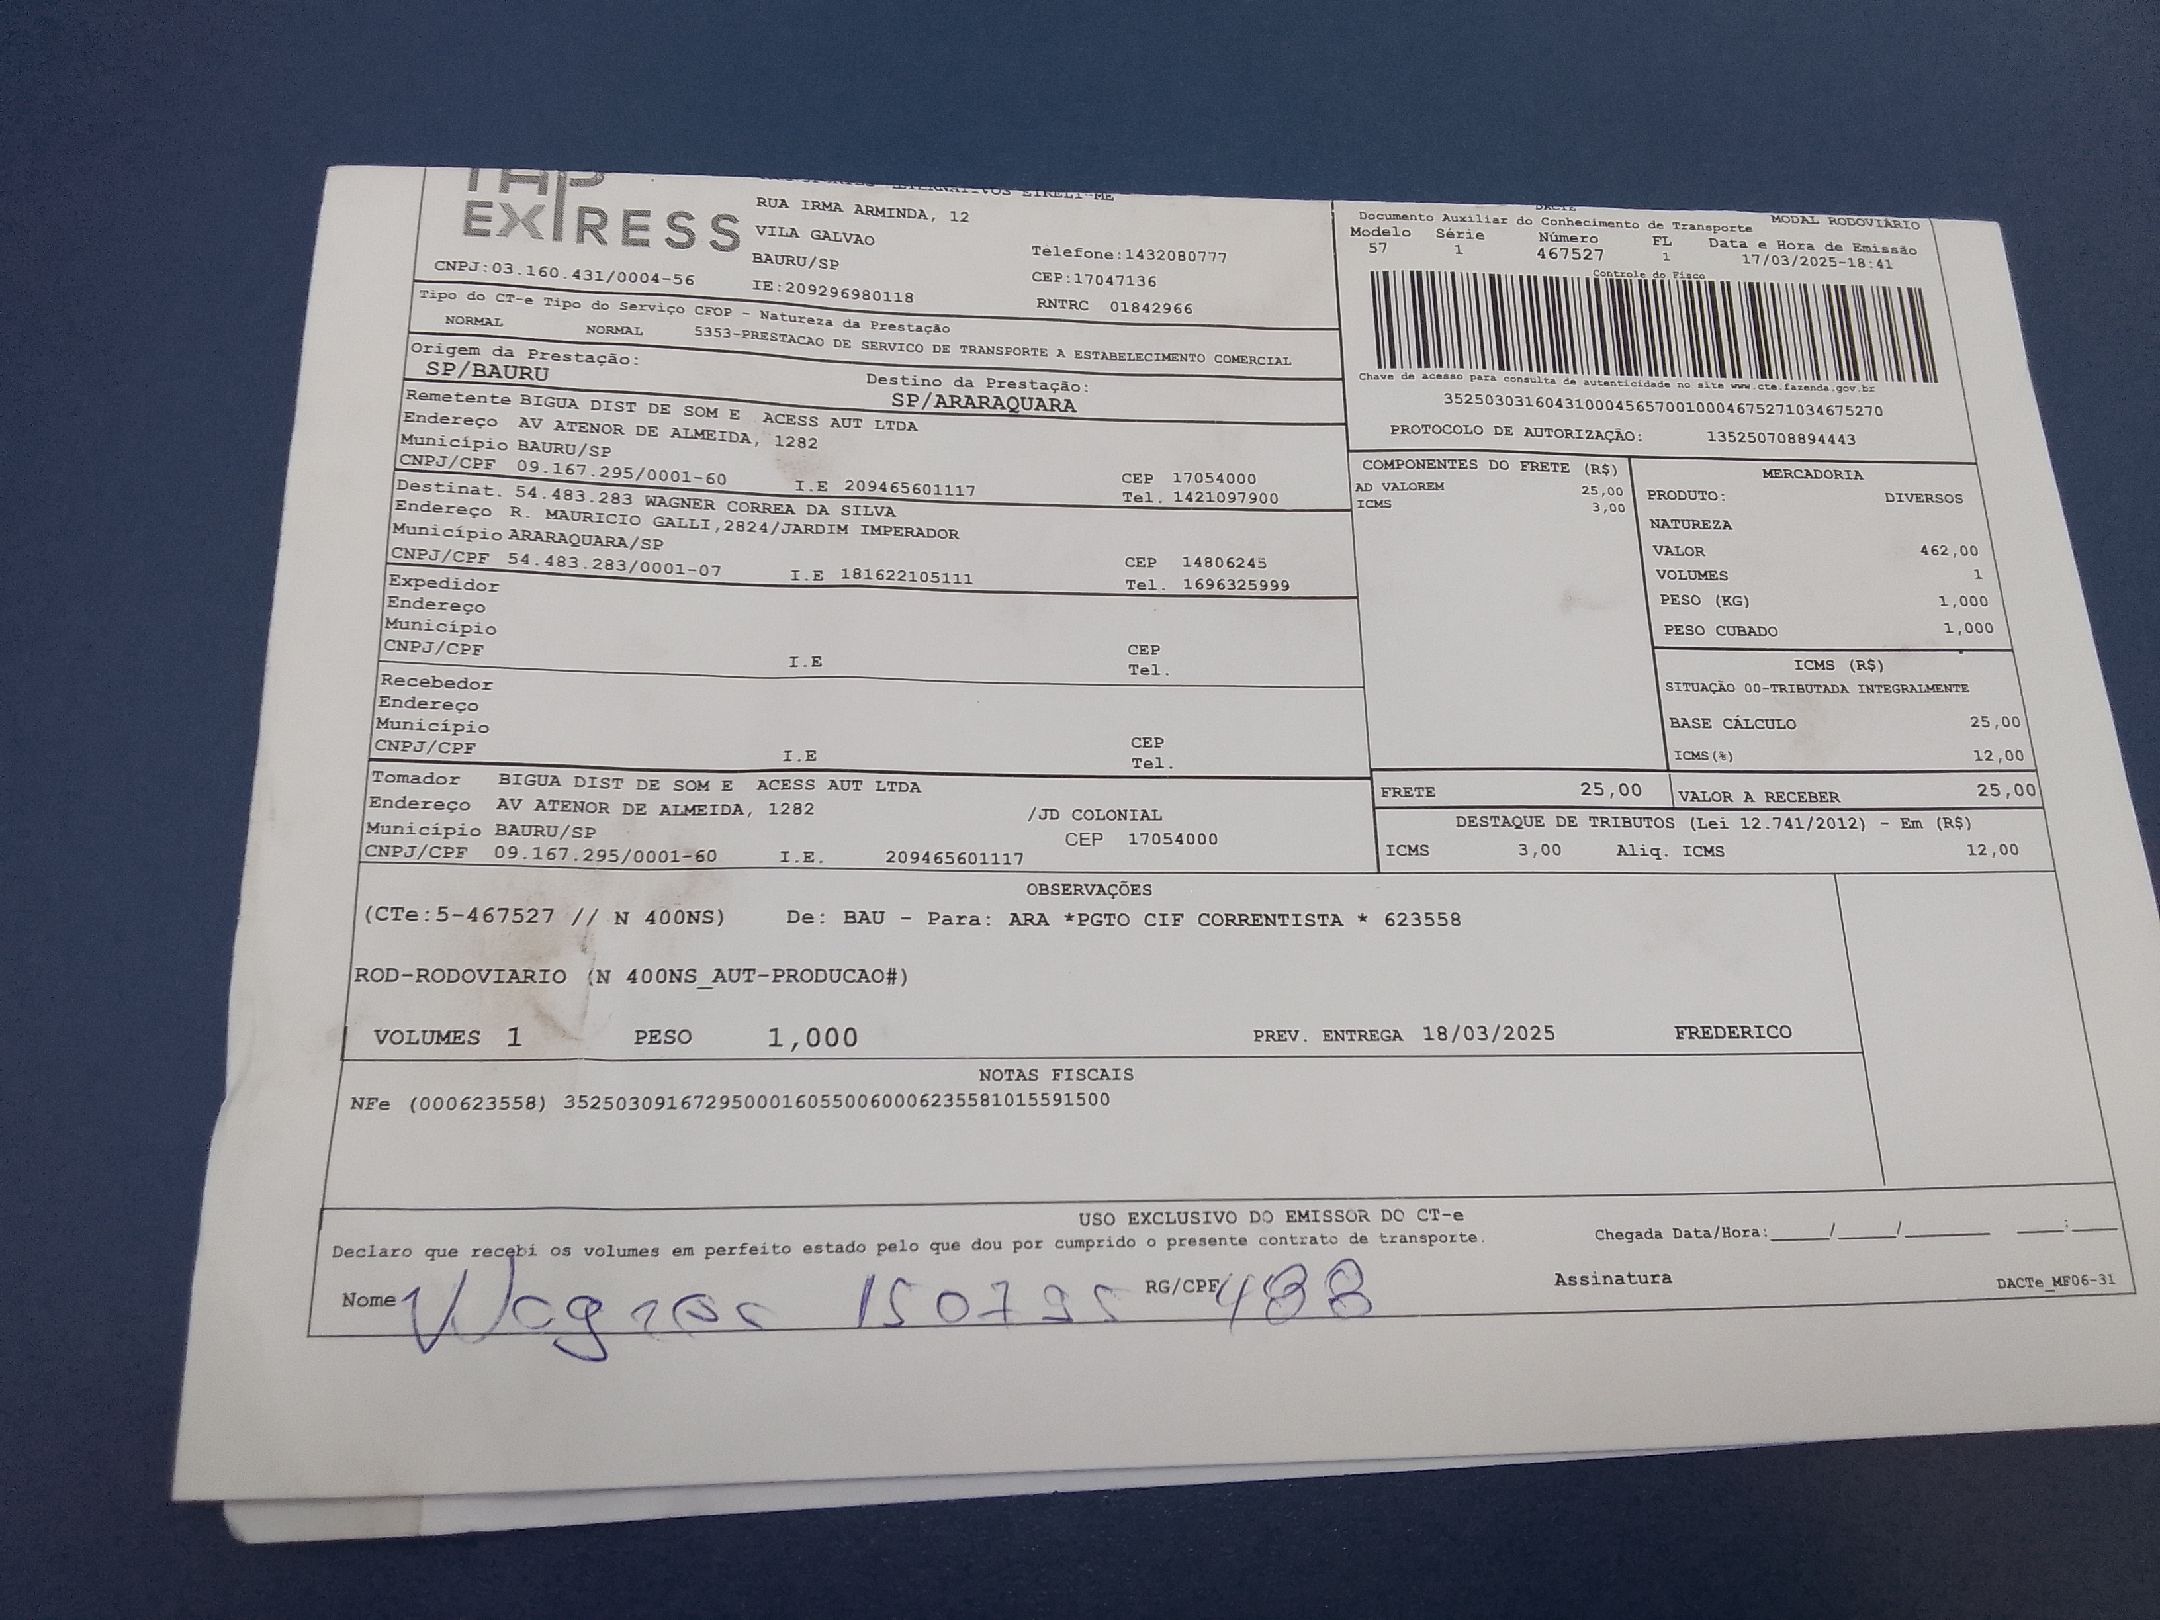 EXPRESS
RUA IRMA ARMINDA, 12
VILA GALVAO
BAURU/SP
Telefone:1432080777
CNPJ:03.160.431/0004-56
IE:209296980118
CEP:17047136
RNTRC 01842966
DACTE
Documento Auxiliar do Conhecimento de Transporte
MODAL RODOVIÁRIO
Modelo Série Número FL Data e Hora de Emissão
57 1 467527 1 17/03/2025-18:41
Controle do Fisco
Chave de acesso para consulta de autenticidade no site www.cte.fazenda.gov.br
35250303160431000456570010004675271034675270
PROTOCOLO DE AUTORIZAÇÃO: 135250708894443
Tipo do CT-e Tipo do Serviço CFOP - Natureza da Prestação
NORMAL NORMAL 5353-PRESTACAO DE SERVICO DE TRANSPORTE A ESTABELECIMENTO COMERCIAL
Origem da Prestação:
SP/BAURU
Destino da Prestação:
SP/ARARAQUARA
Remetente BIGUA DIST DE SOM E ACESS AUT LTDA
Endereço AV ATENOR DE ALMEIDA, 1282
Município BAURU/SP CEP 17054000
CNPJ/CPF 09.167.295/0001-60 I.E 209465601117 Tel. 1421097900
Destinat. 54.483.283 WAGNER CORREA DA SILVA
Endereço R. MAURICIO GALLI,2824/JARDIM IMPERADOR
Município ARARAQUARA/SP CEP 14806245
CNPJ/CPF 54.483.283/0001-07 I.E 181622105111 Tel. 1696325999
Expedidor
Endereço
Município CEP
CNPJ/CPF I.E Tel.
Recebedor
Endereço
Município CEP
CNPJ/CPF I.E Tel.
Tomador BIGUA DIST DE SOM E ACESS AUT LTDA
Endereço AV ATENOR DE ALMEIDA, 1282 /JD COLONIAL
Município BAURU/SP CEP 17054000
CNPJ/CPF 09.167.295/0001-60 I.E. 209465601117
COMPONENTES DO FRETE (R$)
AD VALOREM 25,00
ICMS 3,00
MERCADORIA
PRODUTO: DIVERSOS
NATUREZA
VALOR 462,00
VOLUMES 1
PESO (KG) 1,000
PESO CUBADO 1,000
ICMS (R$)
SITUAÇÃO 00-TRIBUTADA INTEGRALMENTE
BASE CÁLCULO 25,00
ICMS(%) 12,00
FRETE 25,00 VALOR A RECEBER 25,00
DESTAQUE DE TRIBUTOS (Lei 12.741/2012) - Em (R$)
ICMS 3,00 Aliq. ICMS 12,00
OBSERVAÇÕES
(CTe:5-467527 // N 400NS) De: BAU - Para: ARA *PGTO CIF CORRENTISTA * 623558
ROD-RODOVIARIO (N 400NS_AUT-PRODUCAO#)
VOLUMES 1 PESO 1,000 PREV. ENTREGA 18/03/2025 FREDERICO
NOTAS FISCAIS
NFe (000623558) 35250309167295000160550060006235581015591500
USO EXCLUSIVO DO EMISSOR DO CT-e
Declaro que recebi os volumes em perfeito estado pelo que dou por cumprido o presente contrato de transporte.
Chegada Data/Hora:_____/_____/_______ ____:____
Nome Wagner RG/CPF 488
Assinatura
DACTe_MF06-31